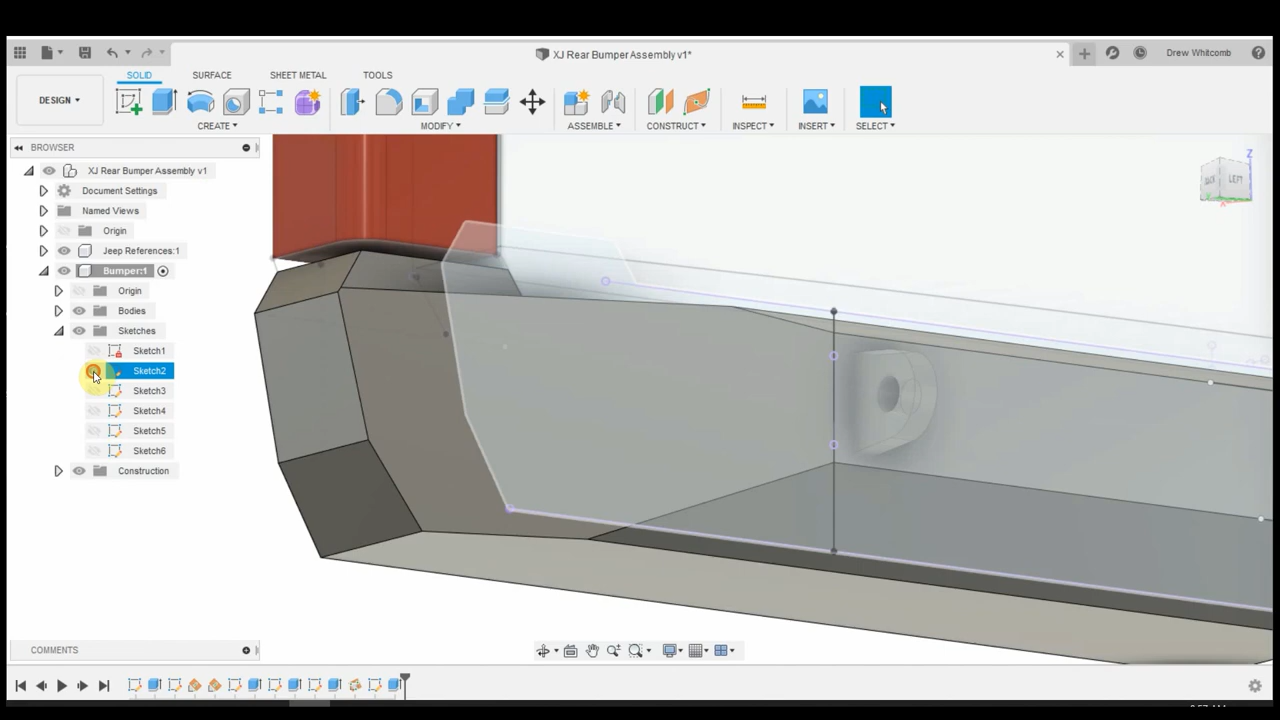 XJ Rear Bumper Assembly v1*
Drew Whitcomb
DESIGN
SOLID
SURFACE
SHEET METAL
TOOLS
CREATE
MODIFY
ASSEMBLE
CONSTRUCT
INSPECT
INSERT
SELECT
BROWSER
XJ Rear Bumper Assembly v1
Document Settings
Named Views
Origin
Jeep References:1
Bumper:1
Origin
Bodies
Sketches
Sketch1
Sketch2
Sketch3
Sketch4
Sketch5
Sketch6
Construction
Z
LEFT
COMMENTS